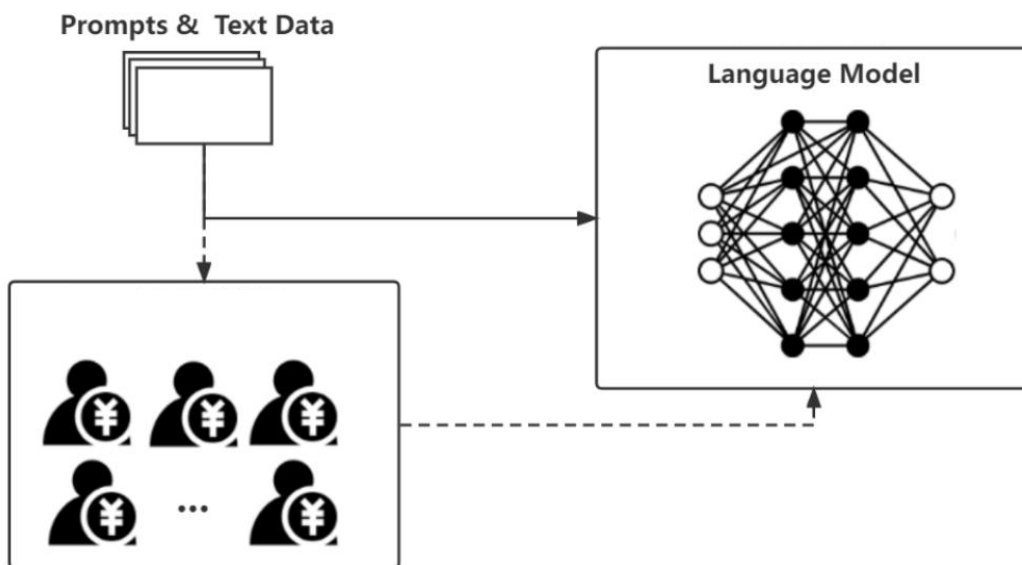 Prompts & Text Data
Language Model
¥ ¥ ¥
¥ ... ¥